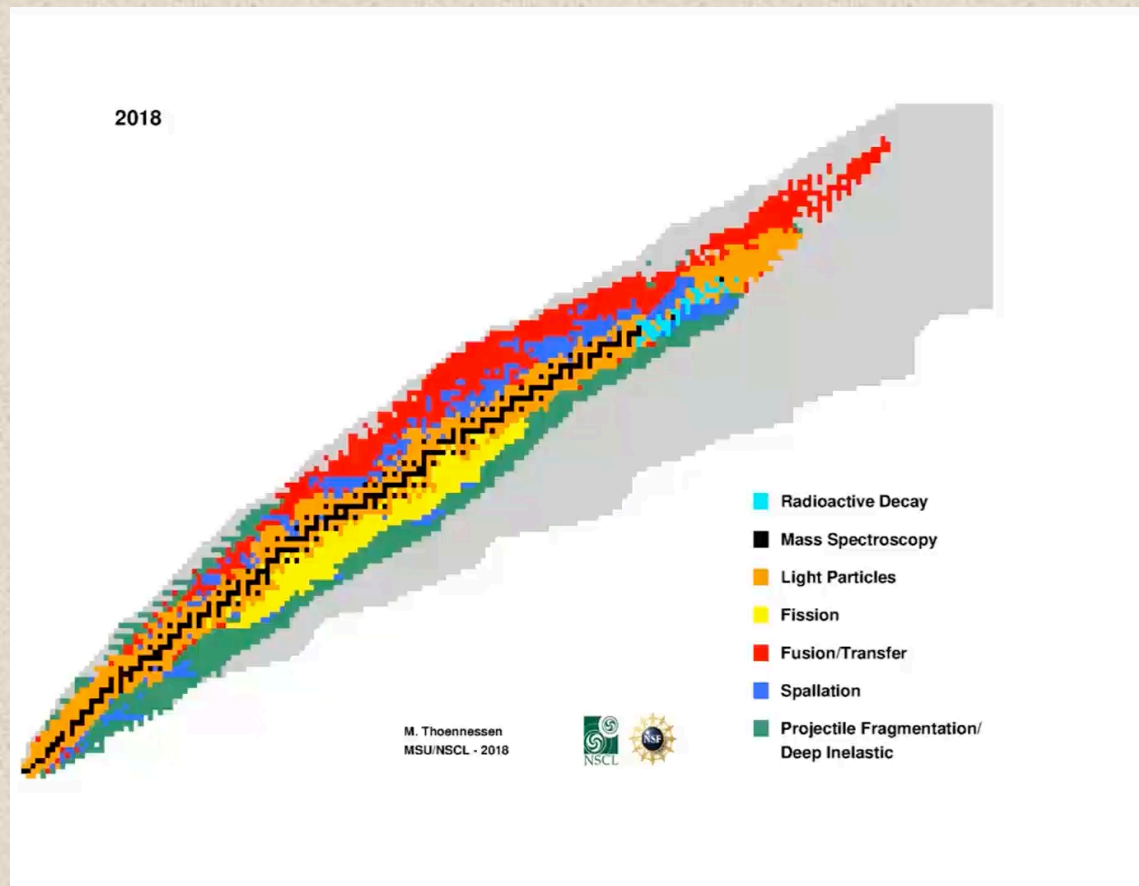 2018
Radioactive Decay
Mass Spectroscopy
Light Particles
Fission
Fusion/Transfer
Spallation
Projectile Fragmentation/
Deep Inelastic
M. Thoennessen
MSU/NSCL - 2018
NSCL
NSF